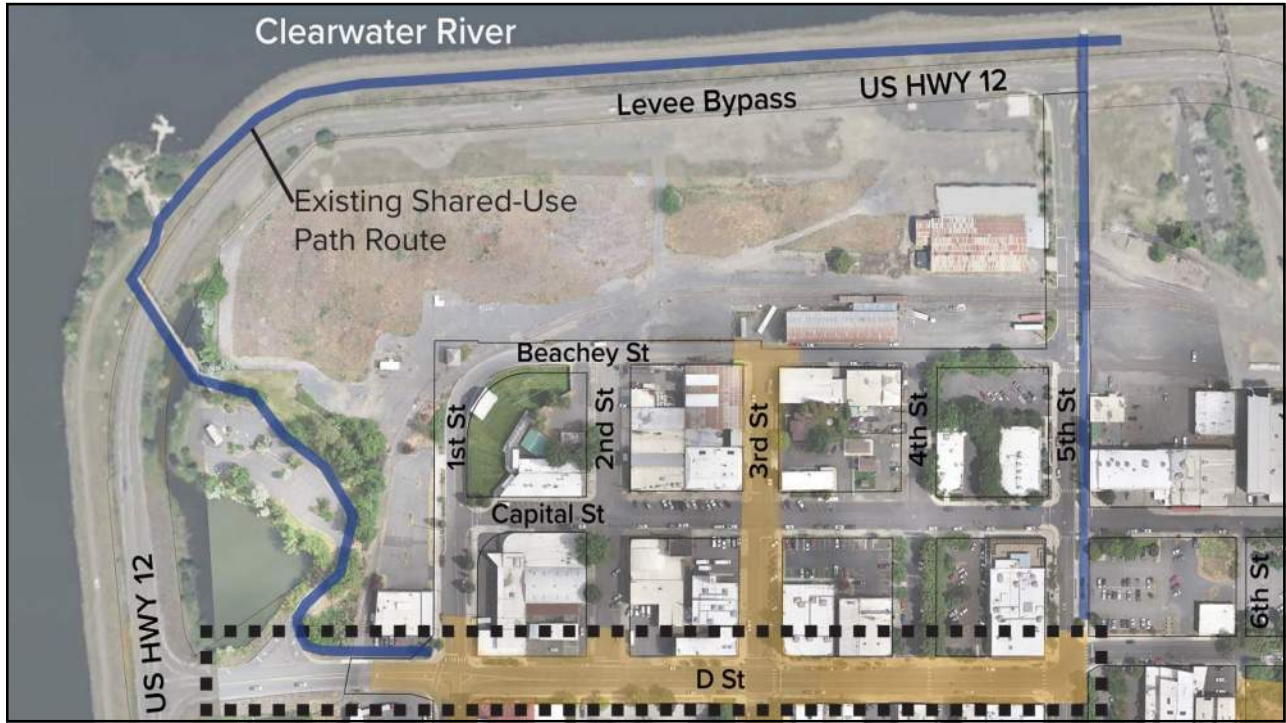 Clearwater River
US HWY 12
Levee Bypass
Existing Shared-Use
Path Route
Beachey St
1st St
2nd St
3rd St
4th St
5th St
Capital St
6th St
US HWY 12
D St